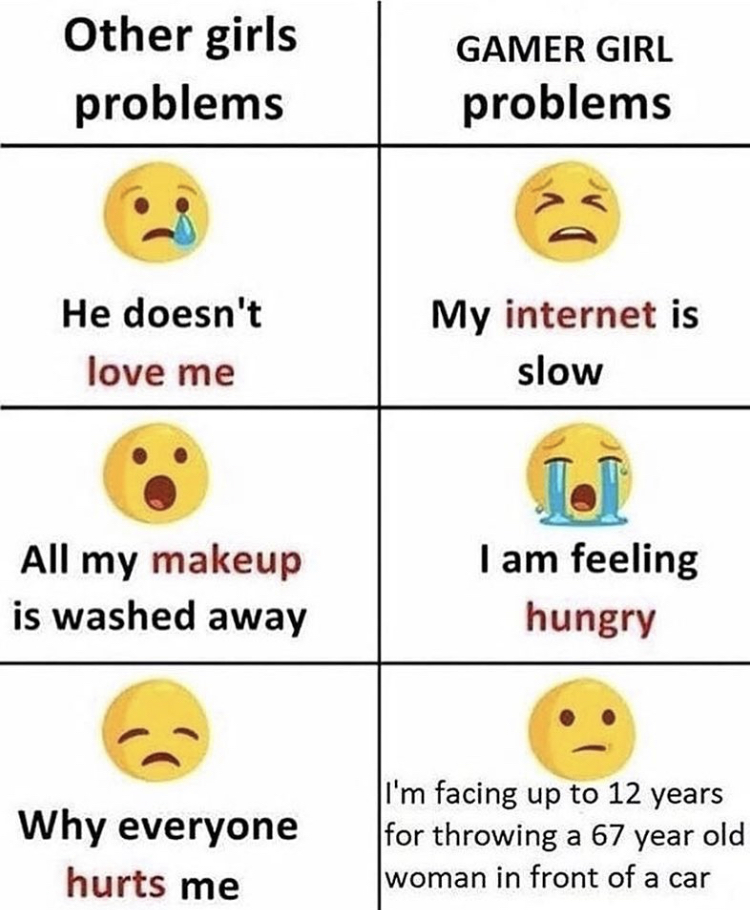 Other girls
problems
GAMER GIRL
problems
He doesn't
love me
My internet is
slow
All my makeup
is washed away
I am feeling
hungry
Why everyone
hurts me
I'm facing up to 12 years
for throwing a 67 year old
woman in front of a car